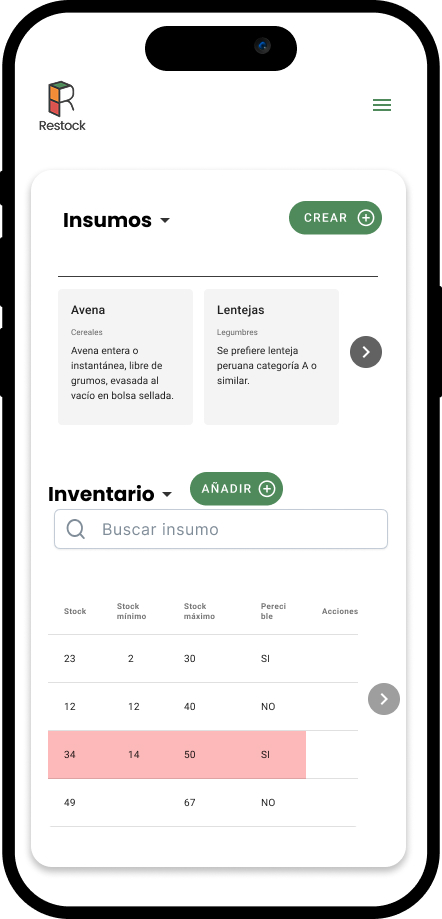 Restock
Insumos
CREAR
Avena
Cereales
Avena entera o
instantánea, libre de
grumos, evasada al
vacío en bolsa sellada.
Lentejas
Legumbres
Se prefiere lenteja
peruana categoría A o
similar.
Inventario
AÑADIR
Buscar insumo
Stock Stock Stock Pereci Acciones
mínimo máximo ble
23 2 30 SI
12 12 40 NO
34 14 50 SI
49 67 NO